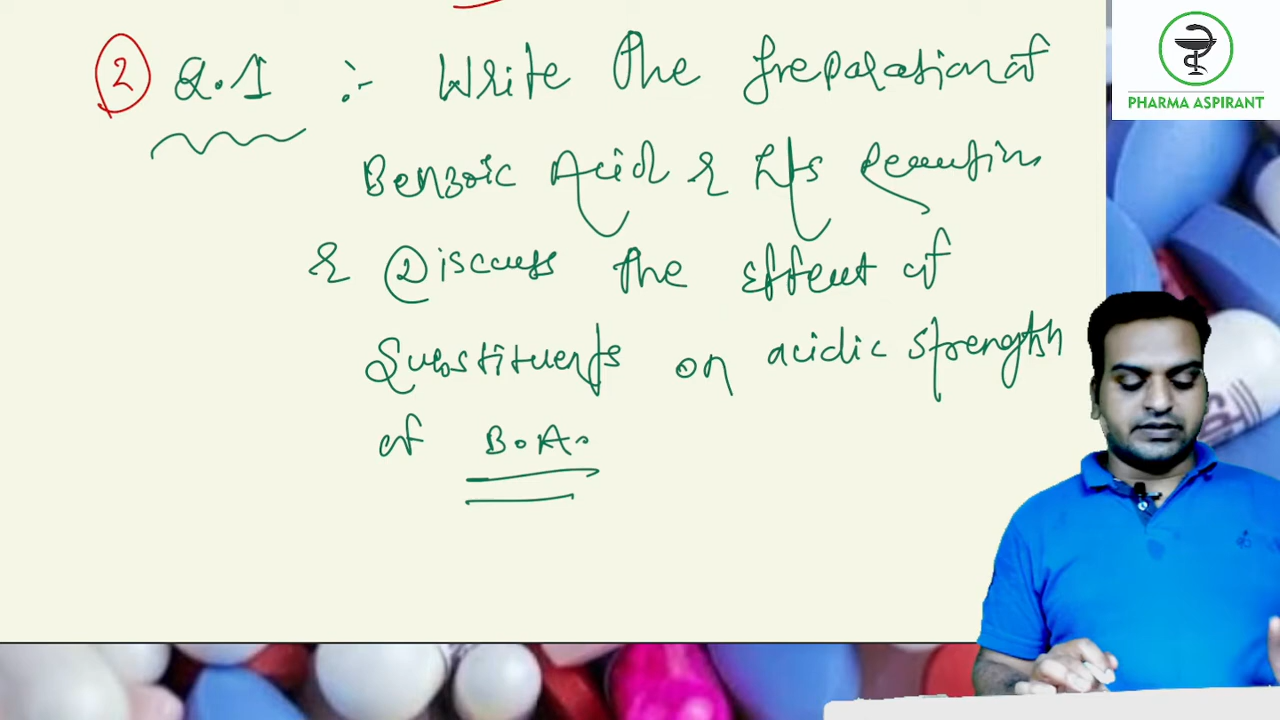 ② Q.1 :- Write the Preparation of
Benzoic Acid & Its Reaction
& Discuss the effect of
Substituents on acidic strength
of B.A.
PHARMA ASPIRANT